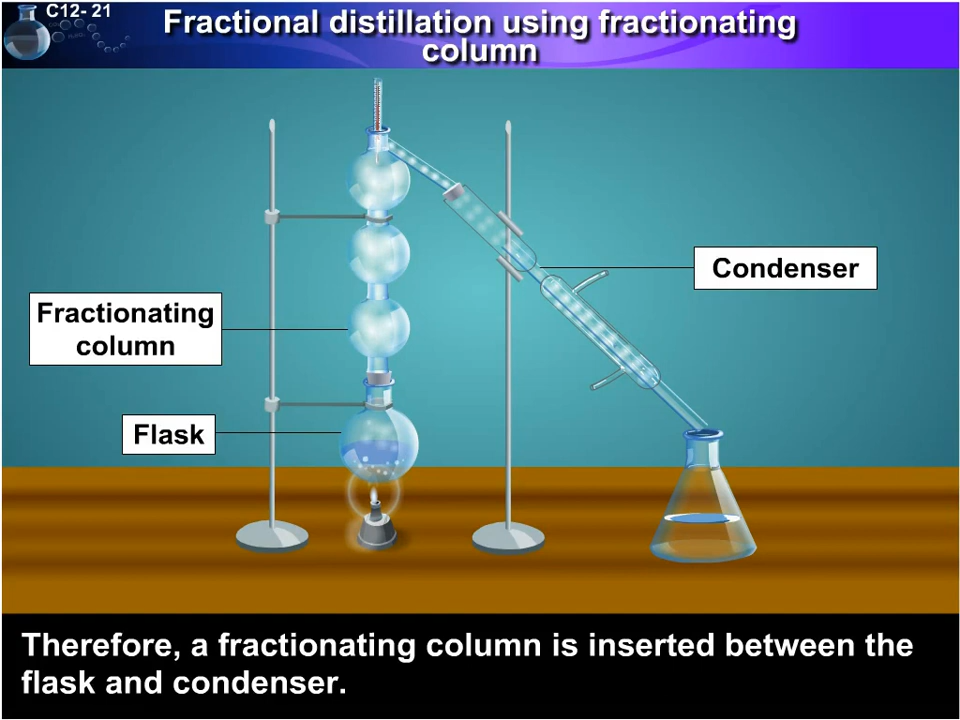 C12- 21
Fractional distillation using fractionating
column
Condenser
Fractionating
column
Flask
Therefore, a fractionating column is inserted between the
flask and condenser.